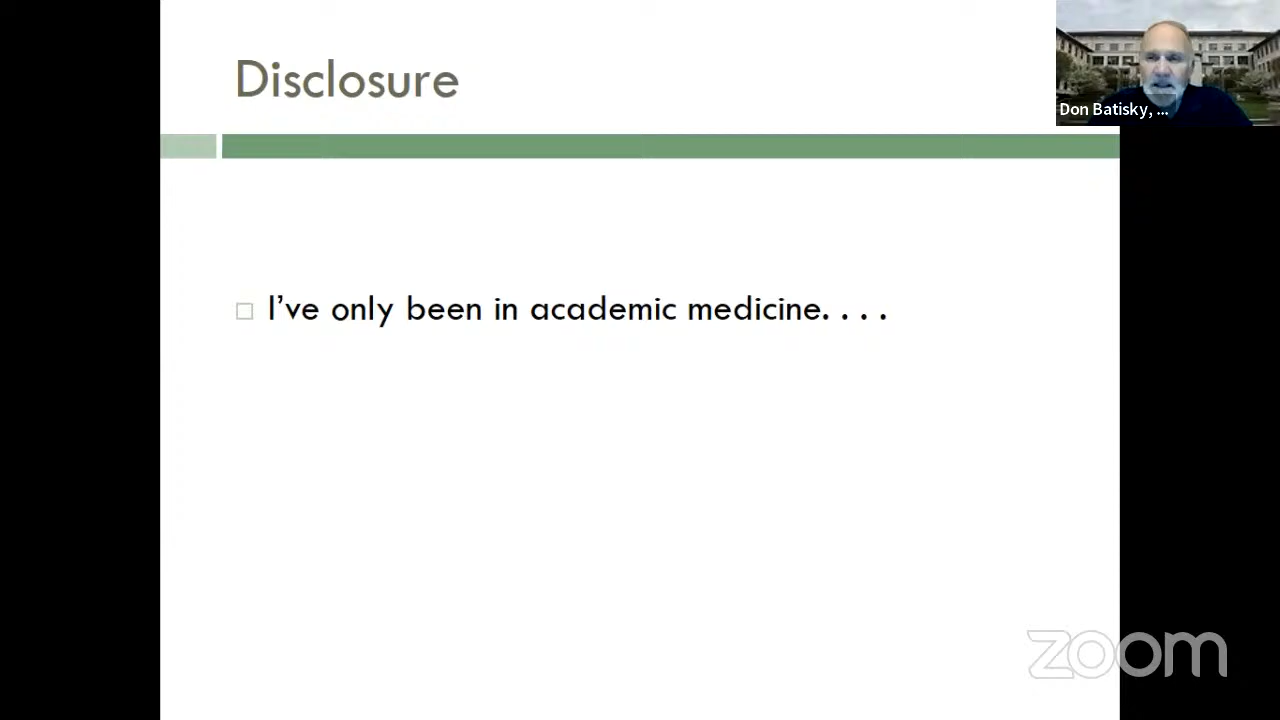 Disclosure
Don Batisky, ...
I've only been in academic medicine. . . .
zoom